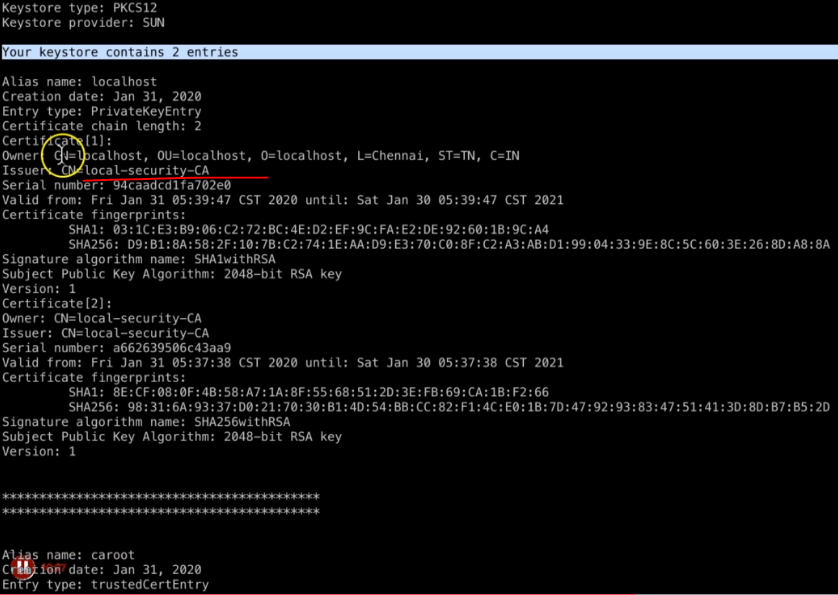 Keystore type: PKCS12
Keystore provider: SUN
Your keystore contains 2 entries
Alias name: localhost
Creation date: Jan 31, 2020
Entry type: PrivateKeyEntry
Certificate chain length: 2
Certificate[1]:
Owner: CN=localhost, OU=localhost, O=localhost, L=Chennai, ST=TN, C=IN
Issuer: CN=local-security-CA
Serial number: 94caadcd1fa702e0
Valid from: Fri Jan 31 05:39:47 CST 2020 until: Sat Jan 30 05:39:47 CST 2021
Certificate fingerprints:
SHA1: 03:1C:E3:B9:06:C2:72:BC:4E:D2:EF:9C:FA:E2:DE:92:60:1B:9C:A4
SHA256: D9:B1:8A:58:2F:10:7B:C2:74:1E:AA:D9:E3:70:C0:8F:C2:A3:AB:D1:99:04:33:9E:8C:5C:60:3E:26:8D:A8:8A
Signature algorithm name: SHA1withRSA
Subject Public Key Algorithm: 2048-bit RSA key
Version: 1
Certificate[2]:
Owner: CN=local-security-CA
Issuer: CN=local-security-CA
Serial number: a662639506c43aa9
Valid from: Fri Jan 31 05:37:38 CST 2020 until: Sat Jan 30 05:37:38 CST 2021
Certificate fingerprints:
SHA1: 8E:CF:08:0F:4B:58:A7:1A:8F:55:68:51:2D:3E:FB:69:CA:1B:F2:66
SHA256: 98:31:6A:93:37:D0:21:70:30:B1:4D:54:BB:CC:82:F1:4C:E0:1B:7D:47:92:93:83:47:51:41:3D:8D:B7:B5:2D
Signature algorithm name: SHA256withRSA
Subject Public Key Algorithm: 2048-bit RSA key
Version: 1
*******************************************
*******************************************
Alias name: caroot
Creation date: Jan 31, 2020
Entry type: trustedCertEntry